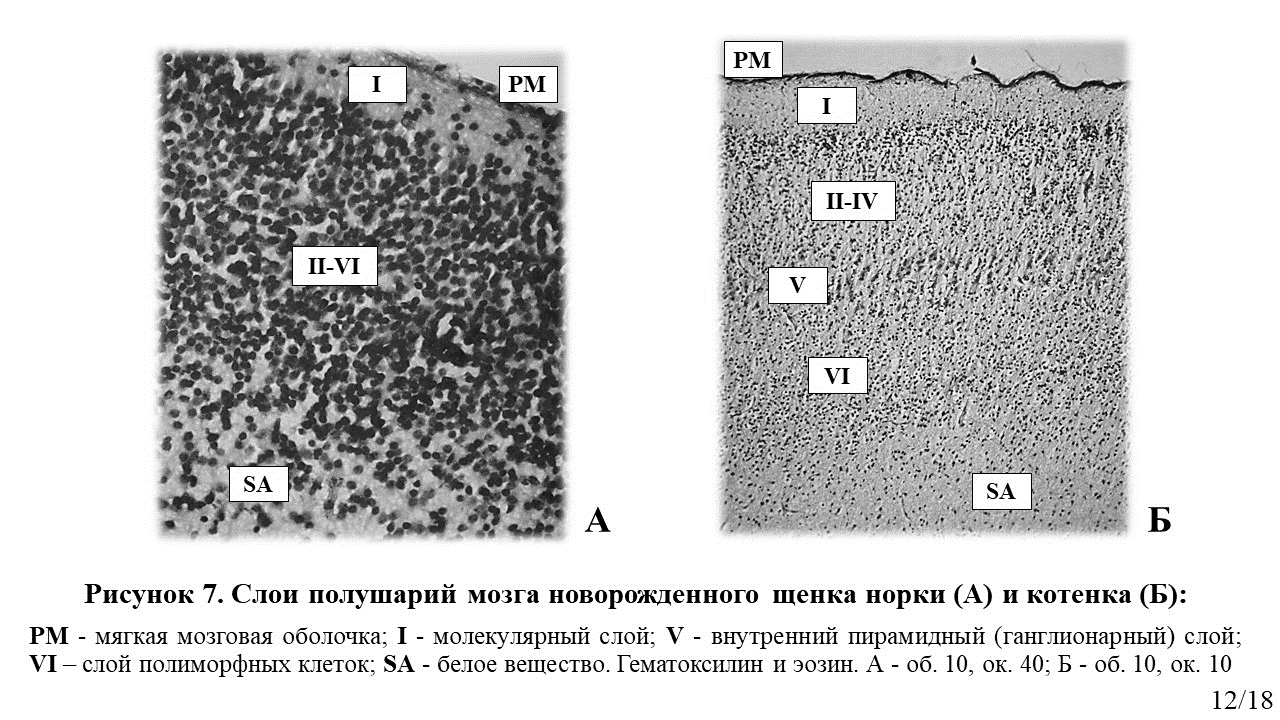 PM
I
II-VI
SA
А
PM
I
II-IV
V
VI
SA
Б
Рисунок 7. Слои полушарий мозга новорожденного щенка норки (А) и котенка (Б):
PM - мягкая мозговая оболочка; I - молекулярный слой; V - внутренний пирамидный (ганглионарный) слой;
VI – слой полиморфных клеток; SA - белое вещество. Гематоксилин и эозин. А - об. 10, ок. 40; Б - об. 10, ок. 10
12/18